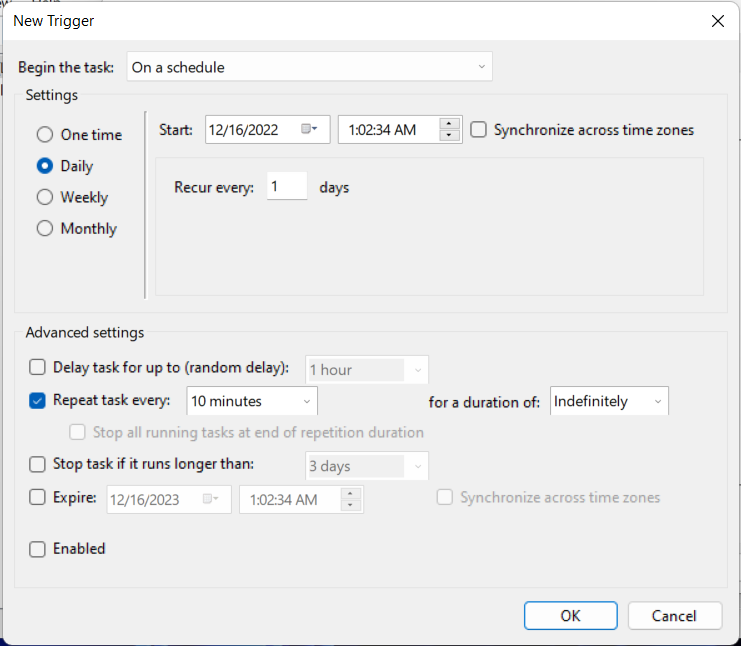 New Trigger
Begin the task: On a schedule
Settings
One time
Daily
Weekly
Monthly
Start: 12/16/2022 1:02:34 AM Synchronize across time zones
Recur every: 1 days
Advanced settings
Delay task for up to (random delay): 1 hour
Repeat task every: 10 minutes for a duration of: Indefinitely
Stop all running tasks at end of repetition duration
Stop task if it runs longer than: 3 days
Expire: 12/16/2023 1:02:34 AM Synchronize across time zones
Enabled
OK Cancel